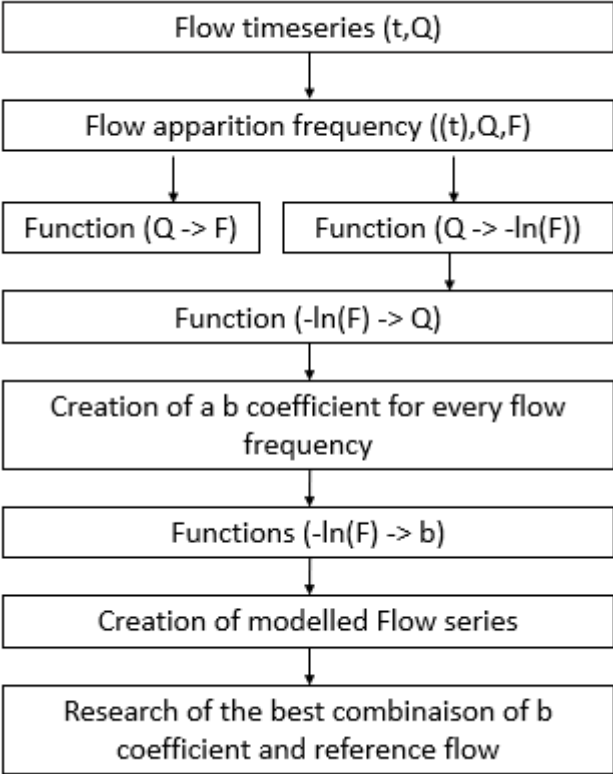 Flow timeseries (t,Q)
Flow apparition frequency ((t),Q,F)
Function (Q -> F)
Function (Q -> -ln(F))
Function (-ln(F) -> Q)
Creation of a b coefficient for every flow
frequency
Functions (-ln(F) -> b)
Creation of modelled Flow series
Research of the best combinaison of b
coefficient and reference flow